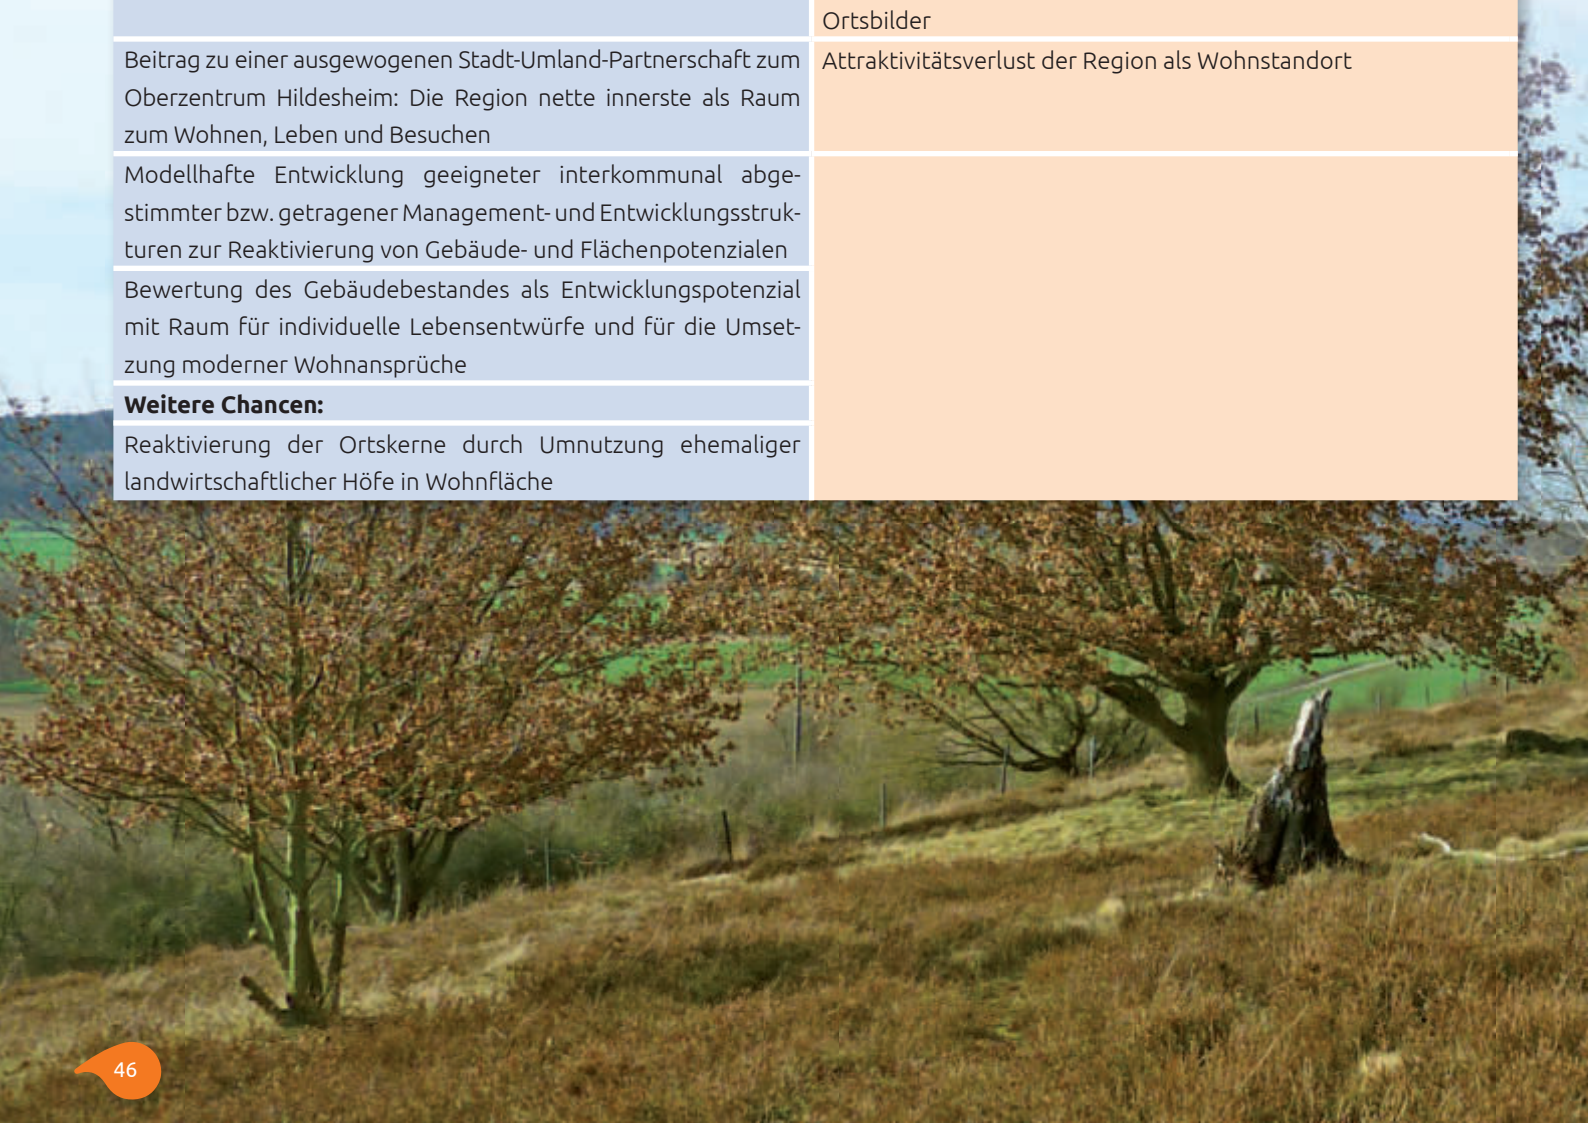 Ortsbilder
Beitrag zu einer ausgewogenen Stadt-Umland-Partnerschaft zum
Oberzentrum Hildesheim: Die Region nette innerste als Raum
zum Wohnen, Leben und Besuchen
Attraktivitätsverlust der Region als Wohnstandort
Modellhafte Entwicklung geeigneter interkommunal abge-
stimmter bzw. getragener Management- und Entwicklungsstruk-
turen zur Reaktivierung von Gebäude- und Flächenpotenzialen
Bewertung des Gebäudebestandes als Entwicklungspotenzial
mit Raum für individuelle Lebensentwürfe und für die Umset-
zung moderner Wohnansprüche
Weitere Chancen:
Reaktivierung der Ortskerne durch Umnutzung ehemaliger
landwirtschaftlicher Höfe in Wohnfläche
46